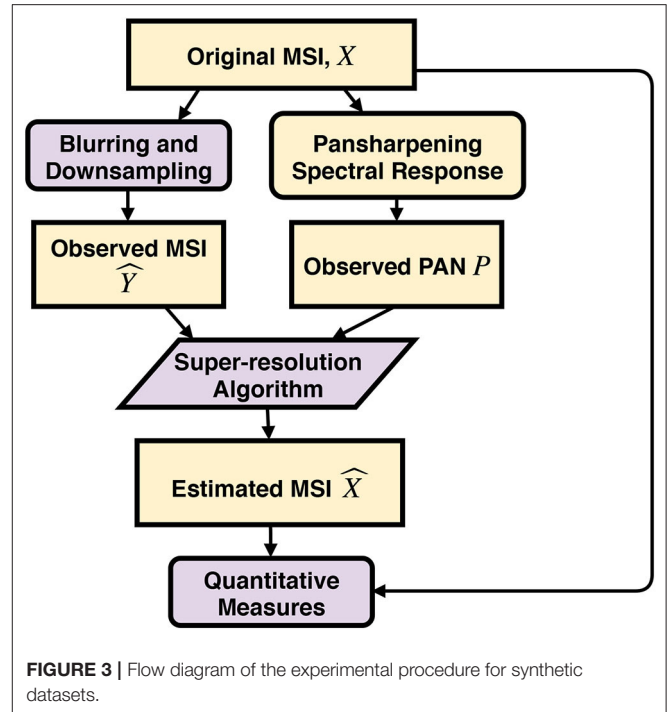 Original MSI, X
Blurring and
Downsampling
Pansharpening
Spectral Response
Observed MSI
Ŷ
Observed PAN P
Super-resolution
Algorithm
Estimated MSI X̂
Quantitative
Measures
FIGURE 3 | Flow diagram of the experimental procedure for synthetic
datasets.